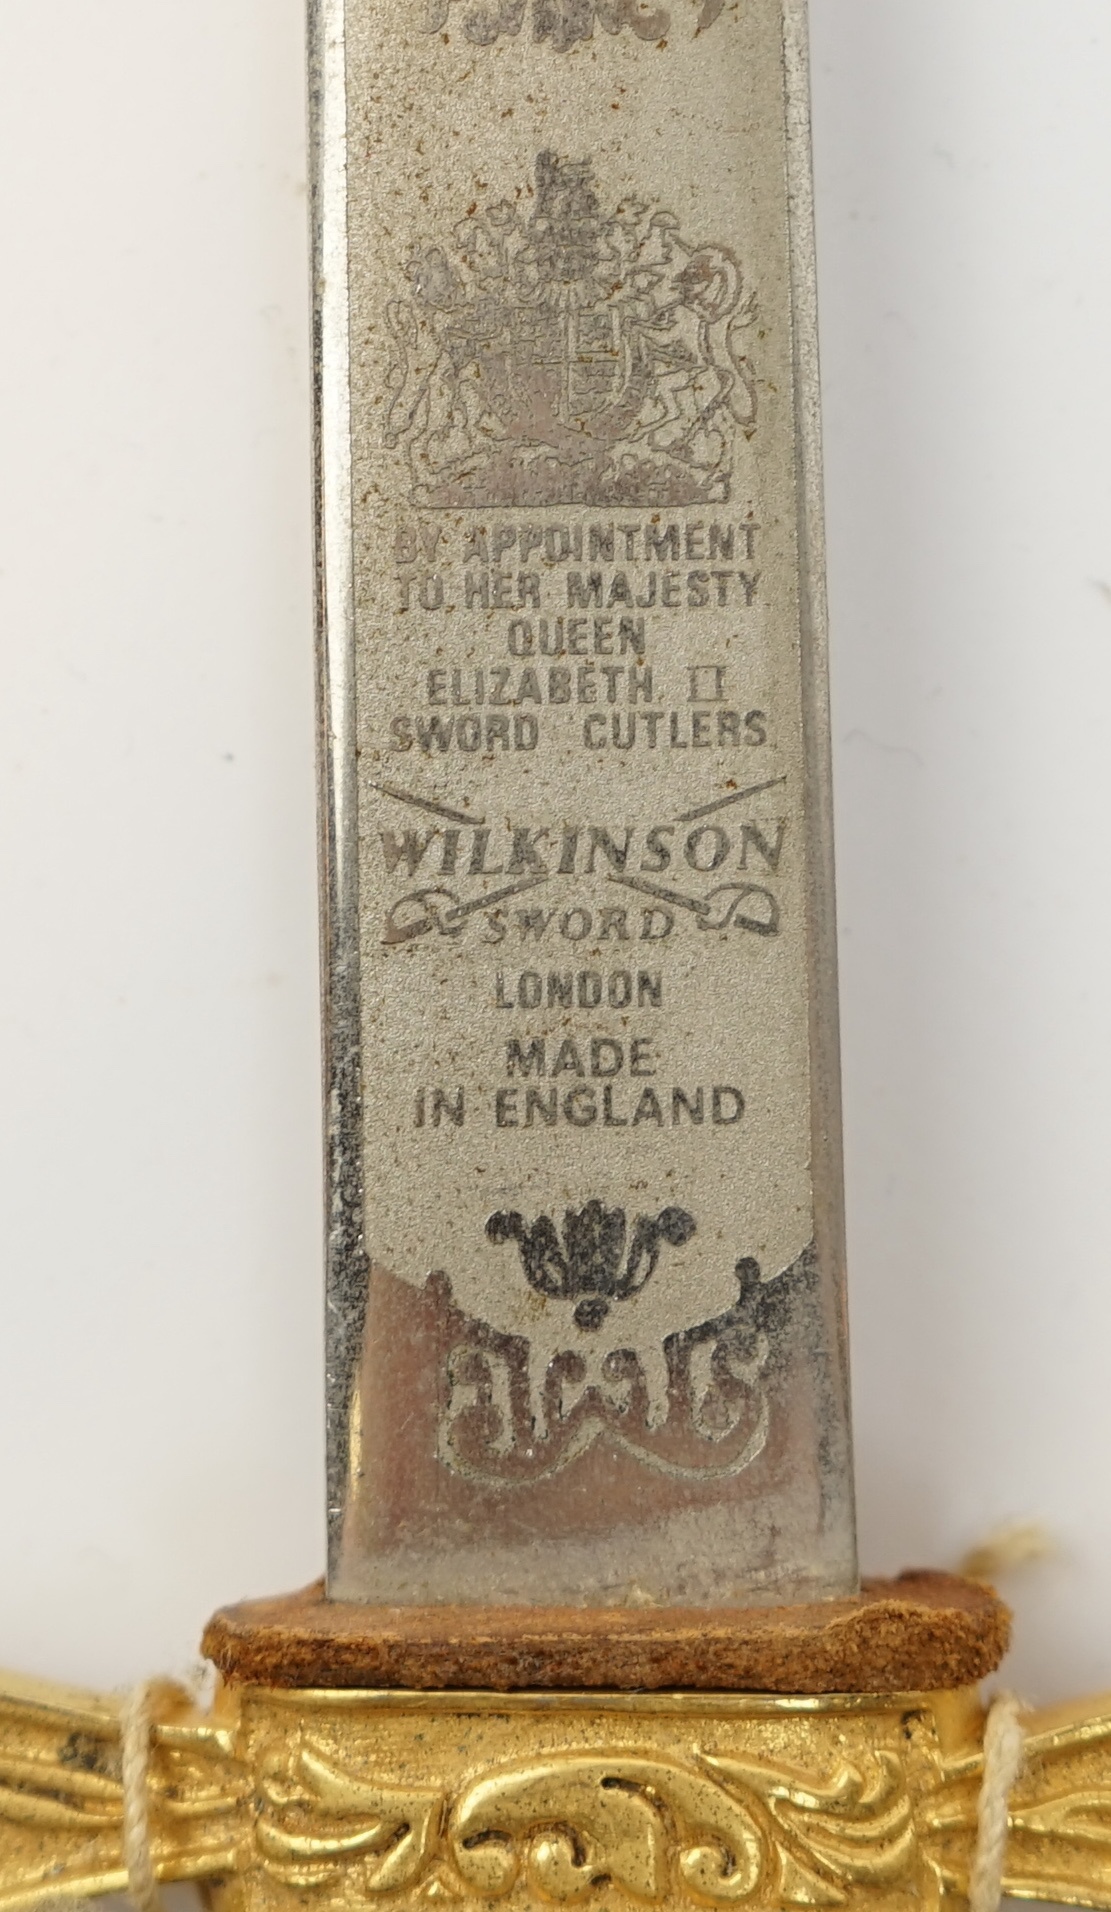 BY APPOINTMENT
TO HER MAJESTY
QUEEN
ELIZABETH II
SWORD CUTLERS
WILKINSON
SWORD
LONDON
MADE
IN ENGLAND